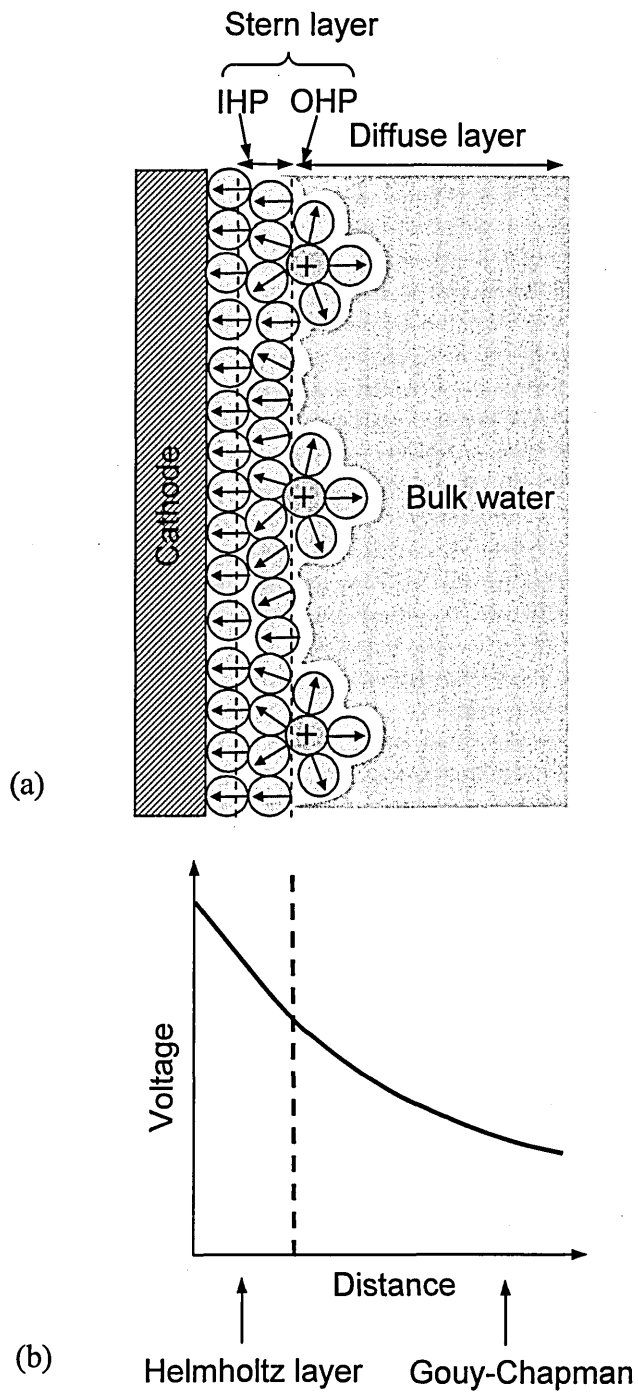 Stern layer
IHP OHP
Diffuse layer
Cathode
+
+
Bulk water
+
(a)
Voltage
Distance
(b)
Helmholtz layer Gouy-Chapman